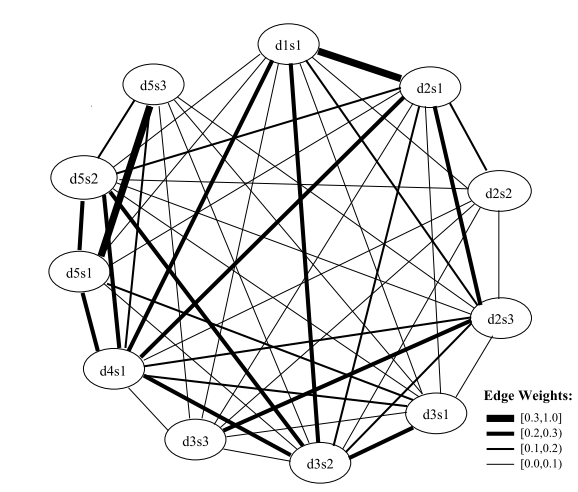 d1s1
d5s3
d2s1
d5s2
d2s2
d5s1
d2s3
d4s1
d3s1
d3s3
d3s2
Edge Weights:
[0.3,1.0]
[0.2,0.3)
[0.1,0.2)
[0.0,0.1)